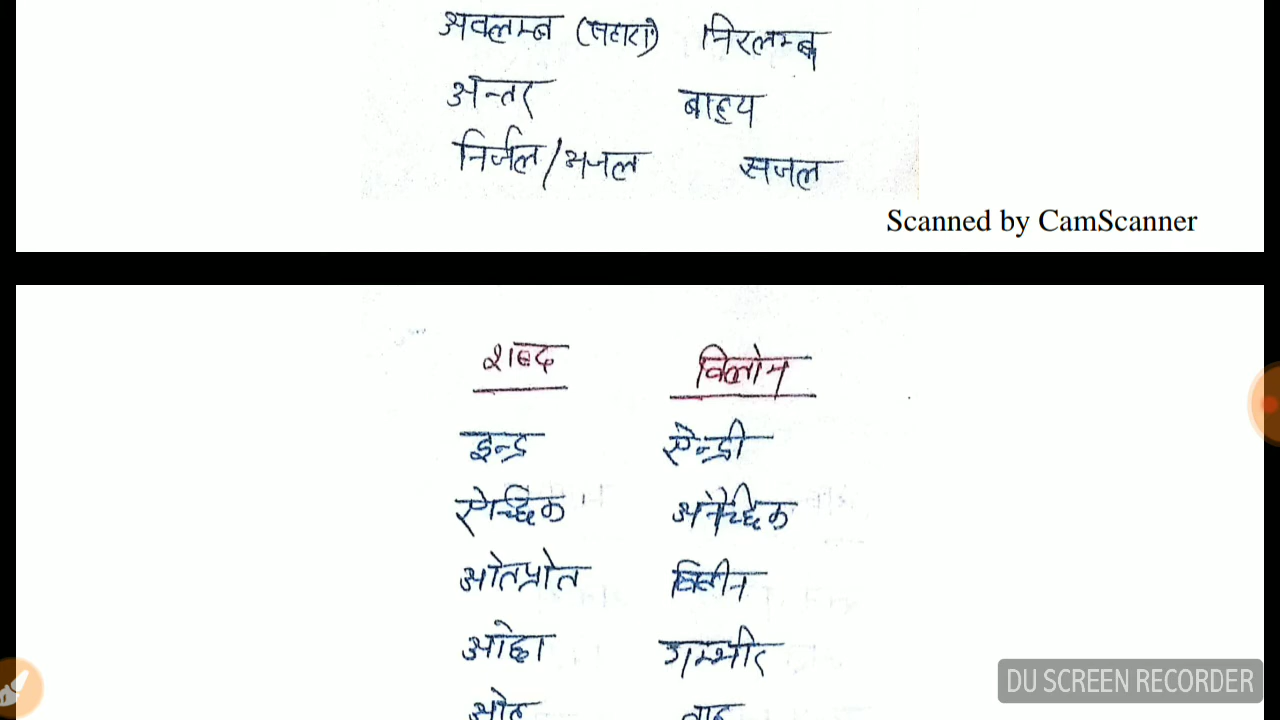 अवलम्ब (सहारा) निरलम्ब
अन्तर बाह्य
निर्जल/अजल सजल
Scanned by CamScanner
शब्द विलोम
इन्द्र ऐन्द्री
ऐच्छिक अनैच्छिक
ओतप्रोत विहीन
ओछा गम्भीर
DU SCREEN RECORDER